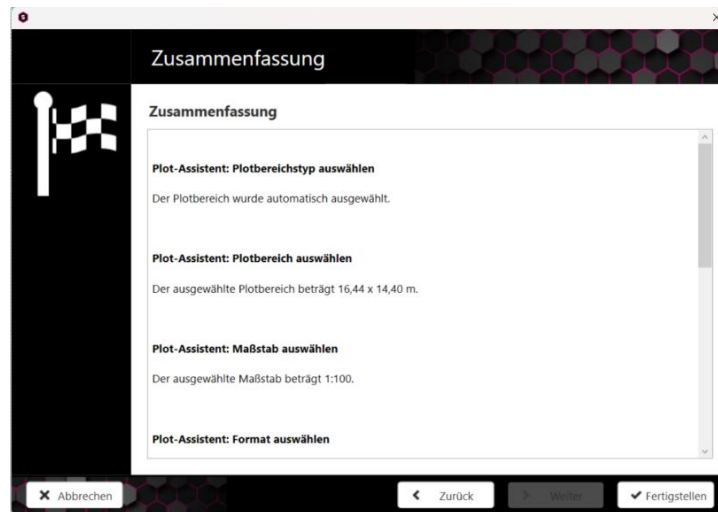 Zusammenfassung
Zusammenfassung
Plot-Assistent: Plotbereichstyp auswählen
Der Plotbereich wurde automatisch ausgewählt.
Plot-Assistent: Plotbereich auswählen
Der ausgewählte Plotbereich beträgt 16,44 x 14,40 m.
Plot-Assistent: Maßstab auswählen
Der ausgewählte Maßstab beträgt 1:100.
Plot-Assistent: Format auswählen
Abbrechen
Zurück
Weiter
Fertigstellen